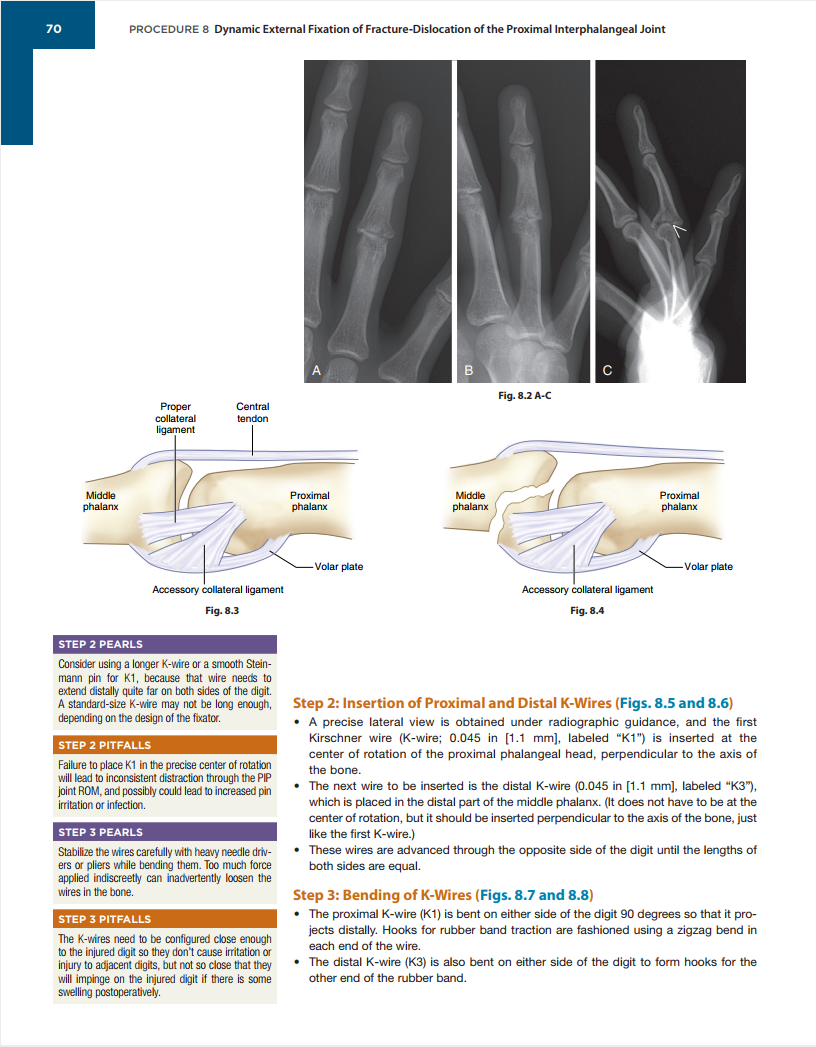 70
PROCEDURE 8 Dynamic External Fixation of Fracture-Dislocation of the Proximal Interphalangeal Joint
A
B
C
Fig. 8.2 A-C
Proper
collateral
ligament
Central
tendon
Middle
phalanx
Proximal
phalanx
Volar plate
Accessory collateral ligament
Fig. 8.3
Middle
phalanx
Proximal
phalanx
Volar plate
Accessory collateral ligament
Fig. 8.4
STEP 2 PEARLS
Consider using a longer K-wire or a smooth Stein-
mann pin for K1, because that wire needs to
extend distally quite far on both sides of the digit.
A standard-size K-wire may not be long enough,
depending on the design of the fixator.
STEP 2 PITFALLS
Failure to place K1 in the precise center of rotation
will lead to inconsistent distraction through the PIP
joint ROM, and possibly could lead to increased pin
irritation or infection.
STEP 3 PEARLS
Stabilize the wires carefully with heavy needle driv-
ers or pliers while bending them. Too much force
applied indiscreetly can inadvertently loosen the
wires in the bone.
STEP 3 PITFALLS
The K-wires need to be configured close enough
to the injured digit so they don't cause irritation or
injury to adjacent digits, but not so close that they
will impinge on the injured digit if there is some
swelling postoperatively.
Step 2: Insertion of Proximal and Distal K-Wires (Figs. 8.5 and 8.6)
• A precise lateral view is obtained under radiographic guidance, and the first
Kirschner wire (K-wire; 0.045 in [1.1 mm], labeled “K1”) is inserted at the
center of rotation of the proximal phalangeal head, perpendicular to the axis of
the bone.
• The next wire to be inserted is the distal K-wire (0.045 in [1.1 mm], labeled “K3”),
which is placed in the distal part of the middle phalanx. (It does not have to be at the
center of rotation, but it should be inserted perpendicular to the axis of the bone, just
like the first K-wire.)
• These wires are advanced through the opposite side of the digit until the lengths of
both sides are equal.
Step 3: Bending of K-Wires (Figs. 8.7 and 8.8)
• The proximal K-wire (K1) is bent on either side of the digit 90 degrees so that it pro-
jects distally. Hooks for rubber band traction are fashioned using a zigzag bend in
each end of the wire.
• The distal K-wire (K3) is also bent on either side of the digit to form hooks for the
other end of the rubber band.